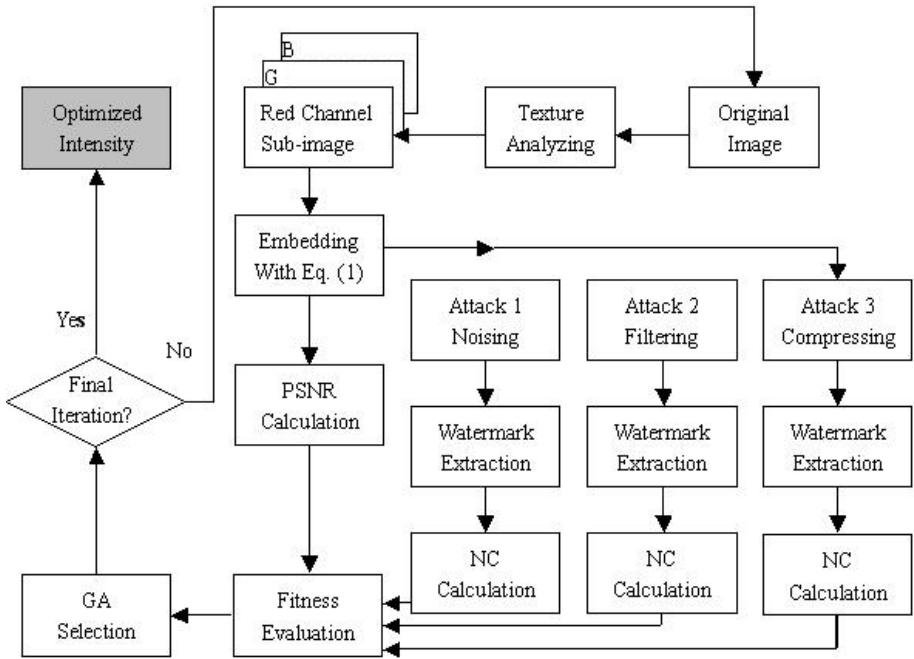 B
G
Optimized
Intensity
Red Channel
Sub-image
Texture
Analyzing
Original
Image
Embedding
With Eq. (1)
Attack 1
Noising
Attack 2
Filtering
Attack 3
Compressing
Yes
No
Final
Iteration?
PSNR
Calculation
Watermark
Extraction
Watermark
Extraction
Watermark
Extraction
NC
Calculation
NC
Calculation
NC
Calculation
GA
Selection
Fitness
Evaluation